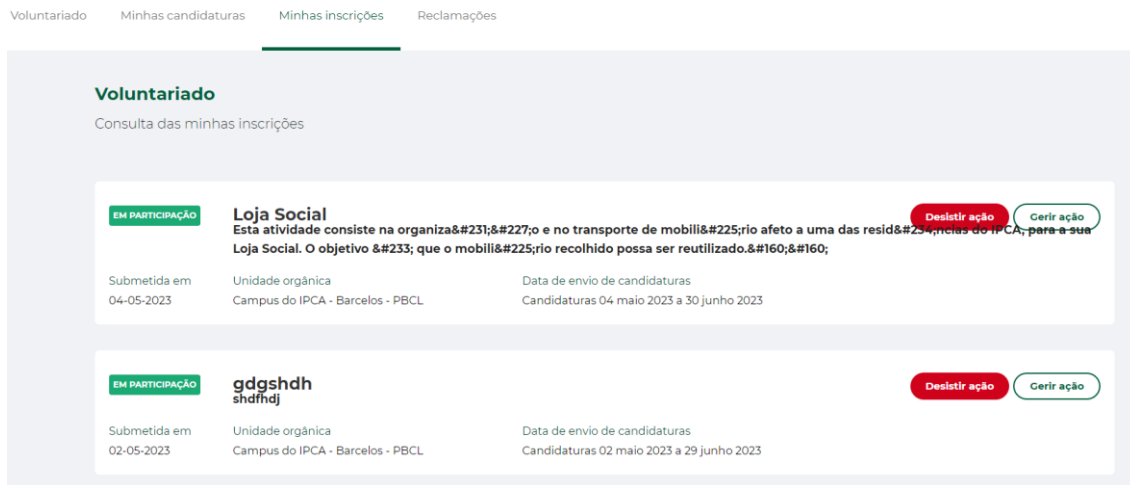 Voluntariado Minhas candidaturas Minhas inscrições Reclamações
Voluntariado
Consulta das minhas inscrições
EM PARTICIPAÇÃO Loja Social Desistir ação Gerir ação
Esta atividade consiste na organiza&#231;&#227;o e no transporte de mobili&#225;rio afeto a uma das resid&#234;ncias do IPCA, para a sua
Loja Social. O objetivo &#233; que o mobili&#225;rio recolhido possa ser reutilizado.&#160;&#160;
Submetida em Unidade orgânica Data de envio de candidaturas
04-05-2023 Campus do IPCA - Barcelos - PBCL Candidaturas 04 maio 2023 a 30 junho 2023
EM PARTICIPAÇÃO gdgshdh Desistir ação Gerir ação
shdfhdj
Submetida em Unidade orgânica Data de envio de candidaturas
02-05-2023 Campus do IPCA - Barcelos - PBCL Candidaturas 02 maio 2023 a 29 junho 2023